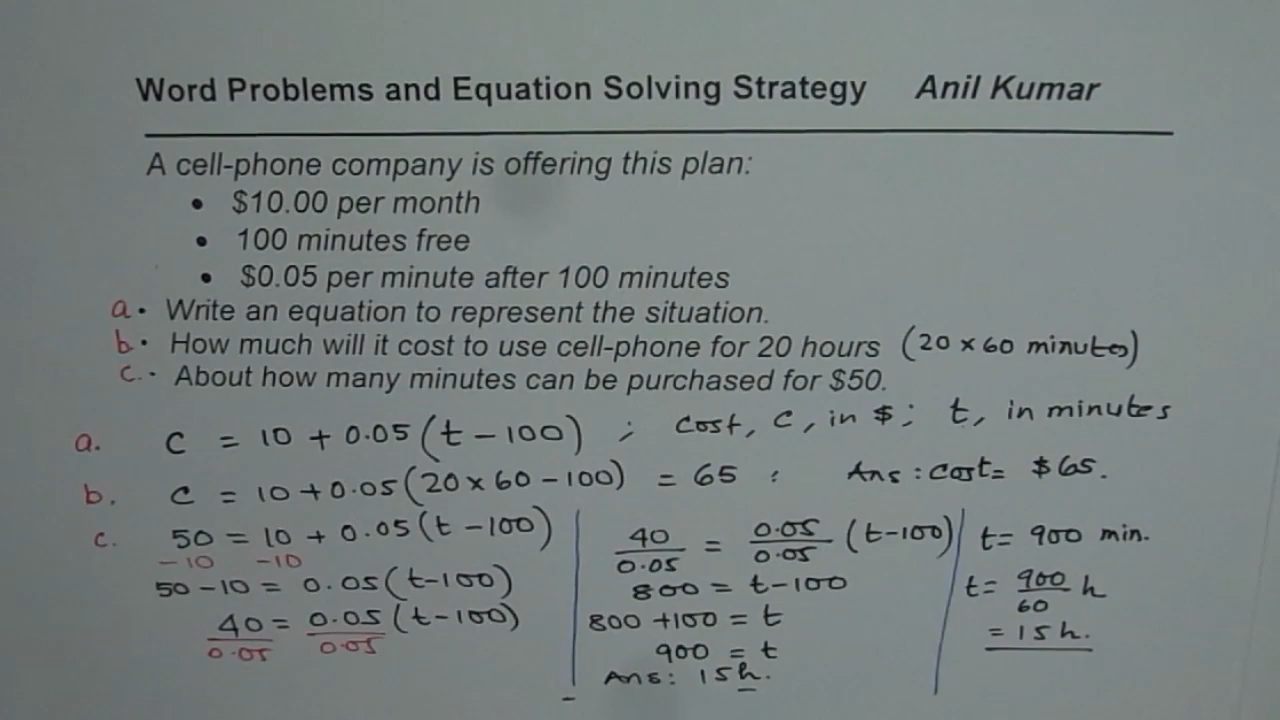 Word Problems and Equation Solving Strategy Anil Kumar
A cell-phone company is offering this plan:
• $10.00 per month
• 100 minutes free
• $0.05 per minute after 100 minutes
a • Write an equation to represent the situation.
b • How much will it cost to use cell-phone for 20 hours (20 × 60 minutes)
c. • About how many minutes can be purchased for $50.
a. C = 10 + 0.05 (t - 100) ; Cost, C, in $; t, in minutes
b. C = 10 + 0.05 (20 × 60 - 100) = 65 : Ans: Cost = $65.
c. 50 = 10 + 0.05 (t - 100)
-10 -10
50 - 10 = 0.05 (t - 100)
40 = 0.05 (t - 100)
0.05 0.05
40 = 0.05 (t - 100)
0.05 0.05
800 = t - 100
800 + 100 = t
900 = t
Ans: 15 h.
t = 900 min.
t = 900 h
60
= 15 h.